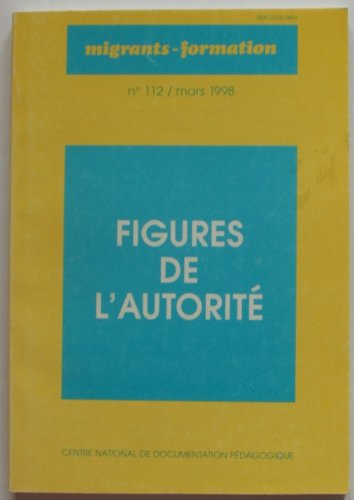 migrants-formation
n° 112 / mars 1998
FIGURES
DE
L'AUTORITÉ
CENTRE NATIONAL DE DOCUMENTATION PÉDAGOGIQUE